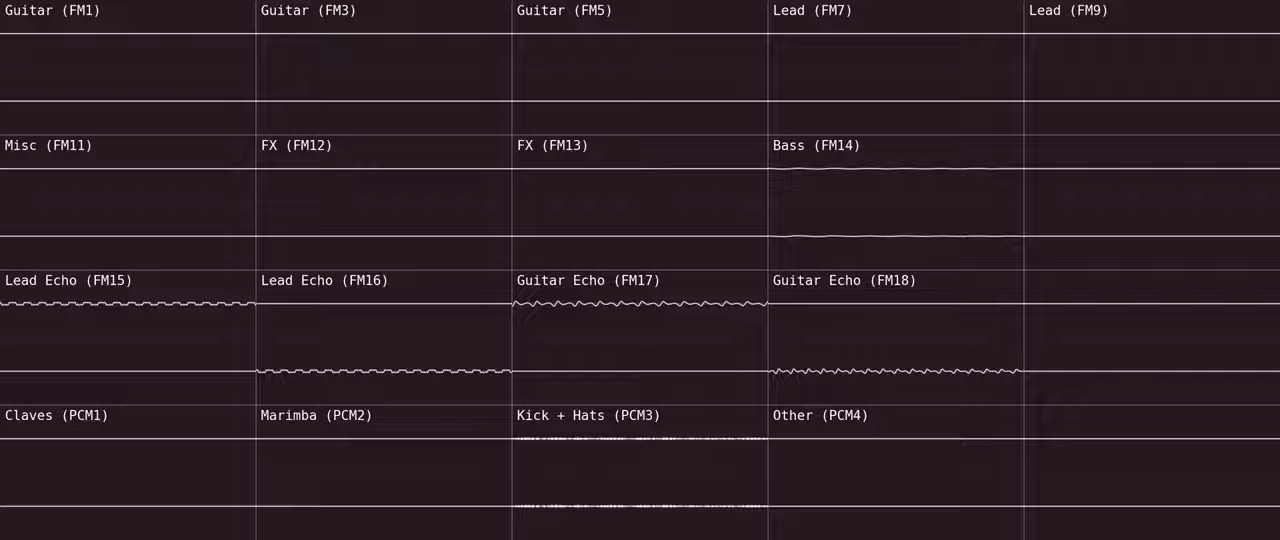 Guitar (FM1)
Guitar (FM3)
Guitar (FM5)
Lead (FM7)
Lead (FM9)
Misc (FM11)
FX (FM12)
FX (FM13)
Bass (FM14)
Lead Echo (FM15)
Lead Echo (FM16)
Guitar Echo (FM17)
Guitar Echo (FM18)
Claves (PCM1)
Marimba (PCM2)
Kick + Hats (PCM3)
Other (PCM4)